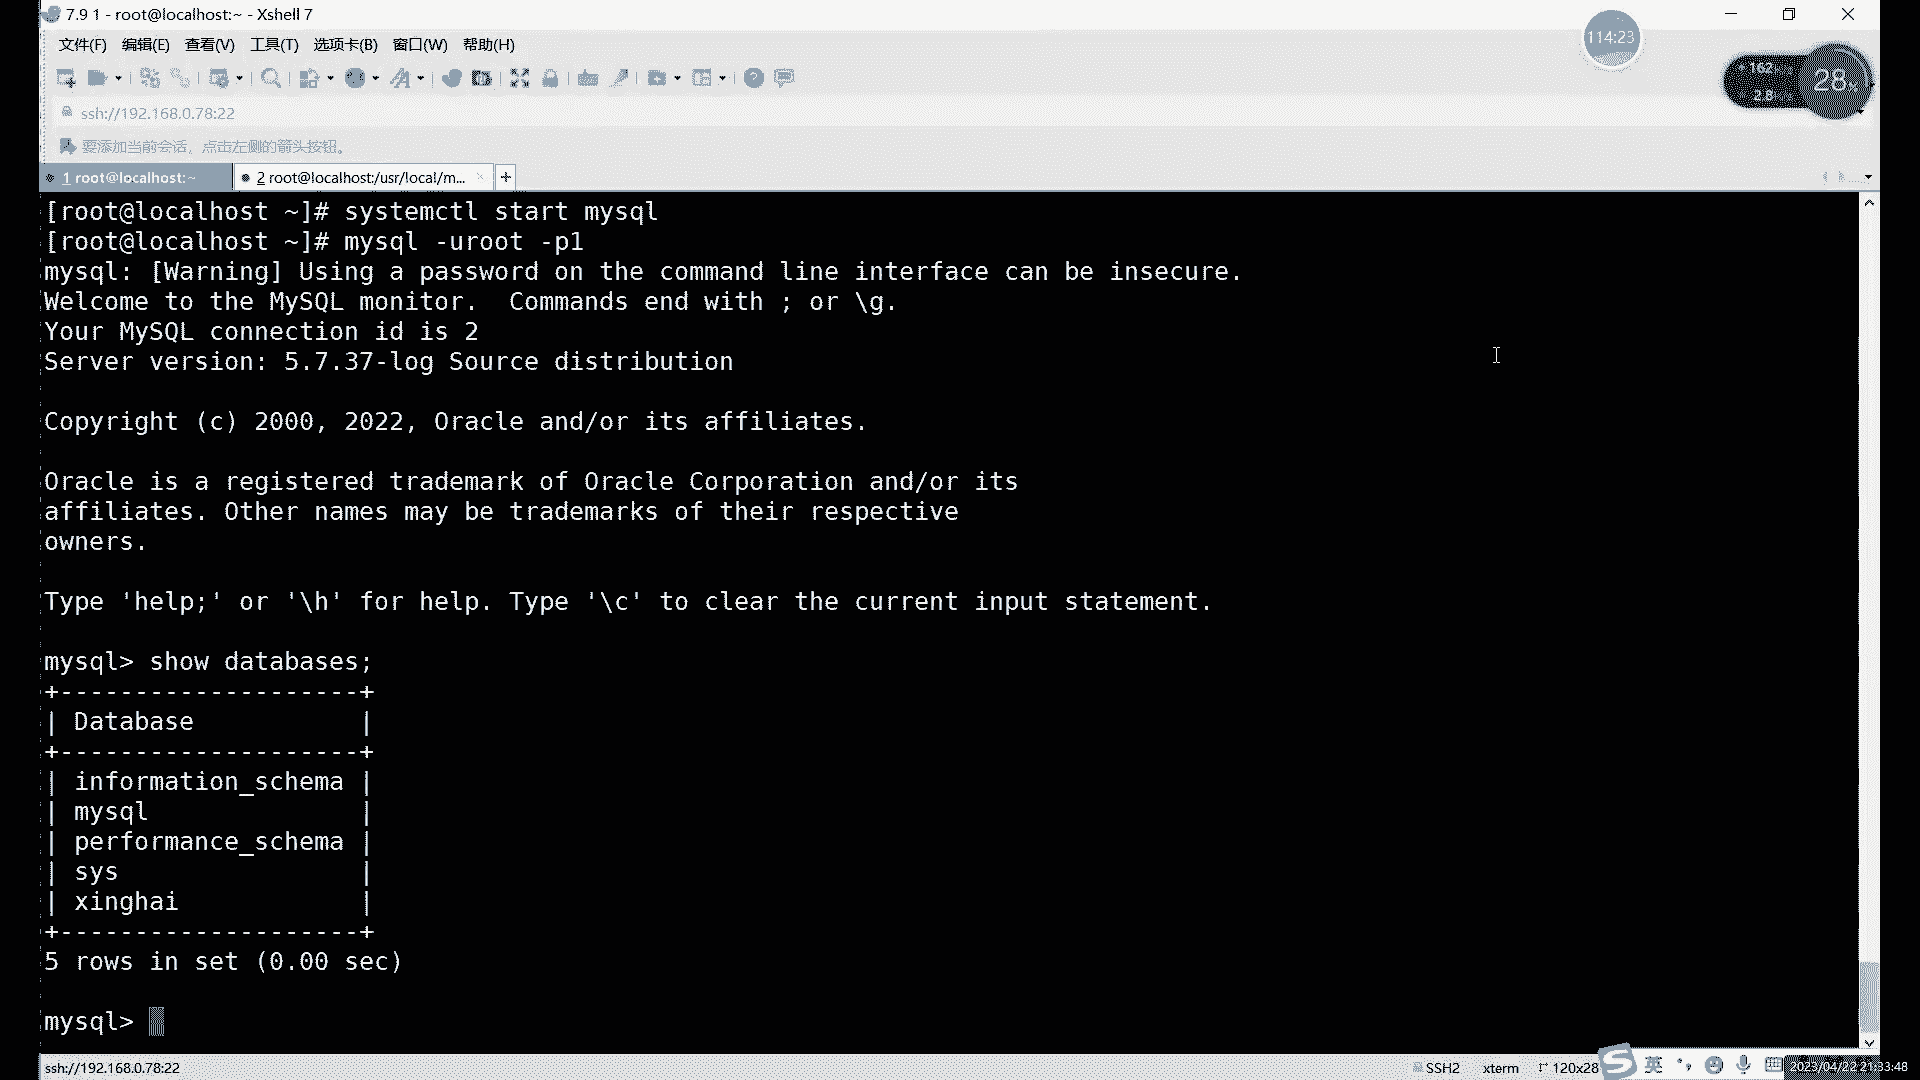 7.9 1 - root@localhost:~ - Xshell 7
文件(F) 编辑(E) 查看(V) 工具(T) 选项卡(B) 窗口(W) 帮助(H)
114:23
162
2.8
28%
ssh://192.168.0.78:22
要添加当前会话，点击左侧的箭头按钮。
1 root@localhost:~
2 root@localhost:/usr/local/m... × +
[root@localhost ~]# systemctl start mysql
[root@localhost ~]# mysql -uroot -p1
mysql: [Warning] Using a password on the command line interface can be insecure.
Welcome to the MySQL monitor.  Commands end with ; or \g.
Your MySQL connection id is 2
Server version: 5.7.37-log Source distribution
Copyright (c) 2000, 2022, Oracle and/or its affiliates.
Oracle is a registered trademark of Oracle Corporation and/or its
affiliates. Other names may be trademarks of their respective
owners.
Type 'help;' or '\h' for help. Type '\c' to clear the current input statement.
mysql> show databases;
+--------------------+
| Database           |
+--------------------+
| information_schema |
| mysql              |
| performance_schema |
| sys                |
| xinghai            |
+--------------------+
5 rows in set (0.00 sec)
mysql>
ssh://192.168.0.78:22 SSH2 xterm 120x28 英 2023/04/22 21:33:48